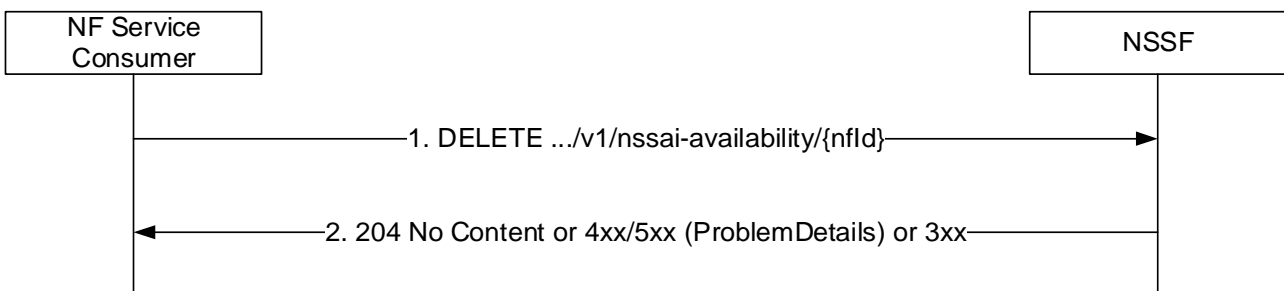 NF Service
Consumer
NSSF
1. DELETE .../v1/nssai-availability/{nfId}
2. 204 No Content or 4xx/5xx (ProblemDetails) or 3xx